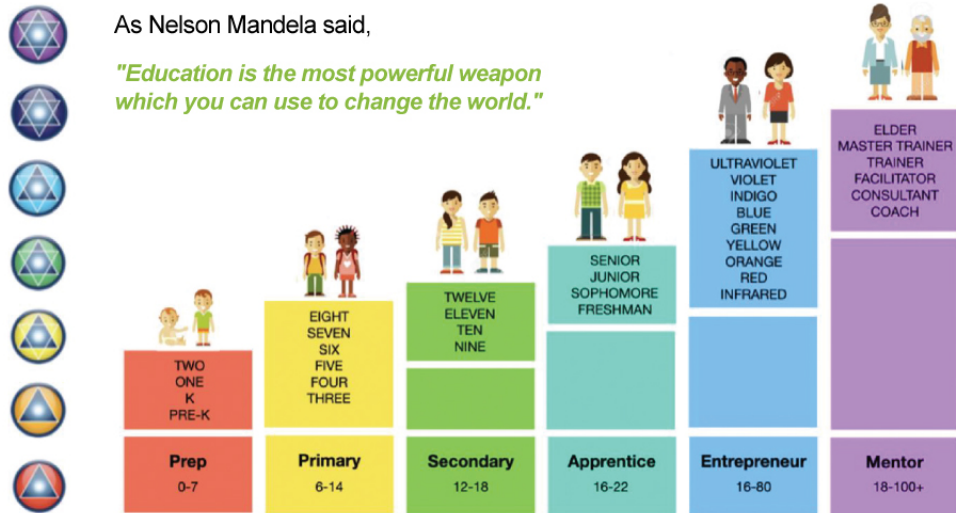 As Nelson Mandela said,
"Education is the most powerful weapon
which you can use to change the world."
TWO
ONE
K
PRE-K
Prep
0-7
EIGHT
SEVEN
SIX
FIVE
FOUR
THREE
Primary
6-14
TWELVE
ELEVEN
TEN
NINE
Secondary
12-18
SENIOR
JUNIOR
SOPHOMORE
FRESHMAN
Apprentice
16-22
ULTRAVIOLET
VIOLET
INDIGO
BLUE
GREEN
YELLOW
ORANGE
RED
INFRARED
Entrepreneur
16-80
ELDER
MASTER TRAINER
TRAINER
FACILITATOR
CONSULTANT
COACH
Mentor
18-100+